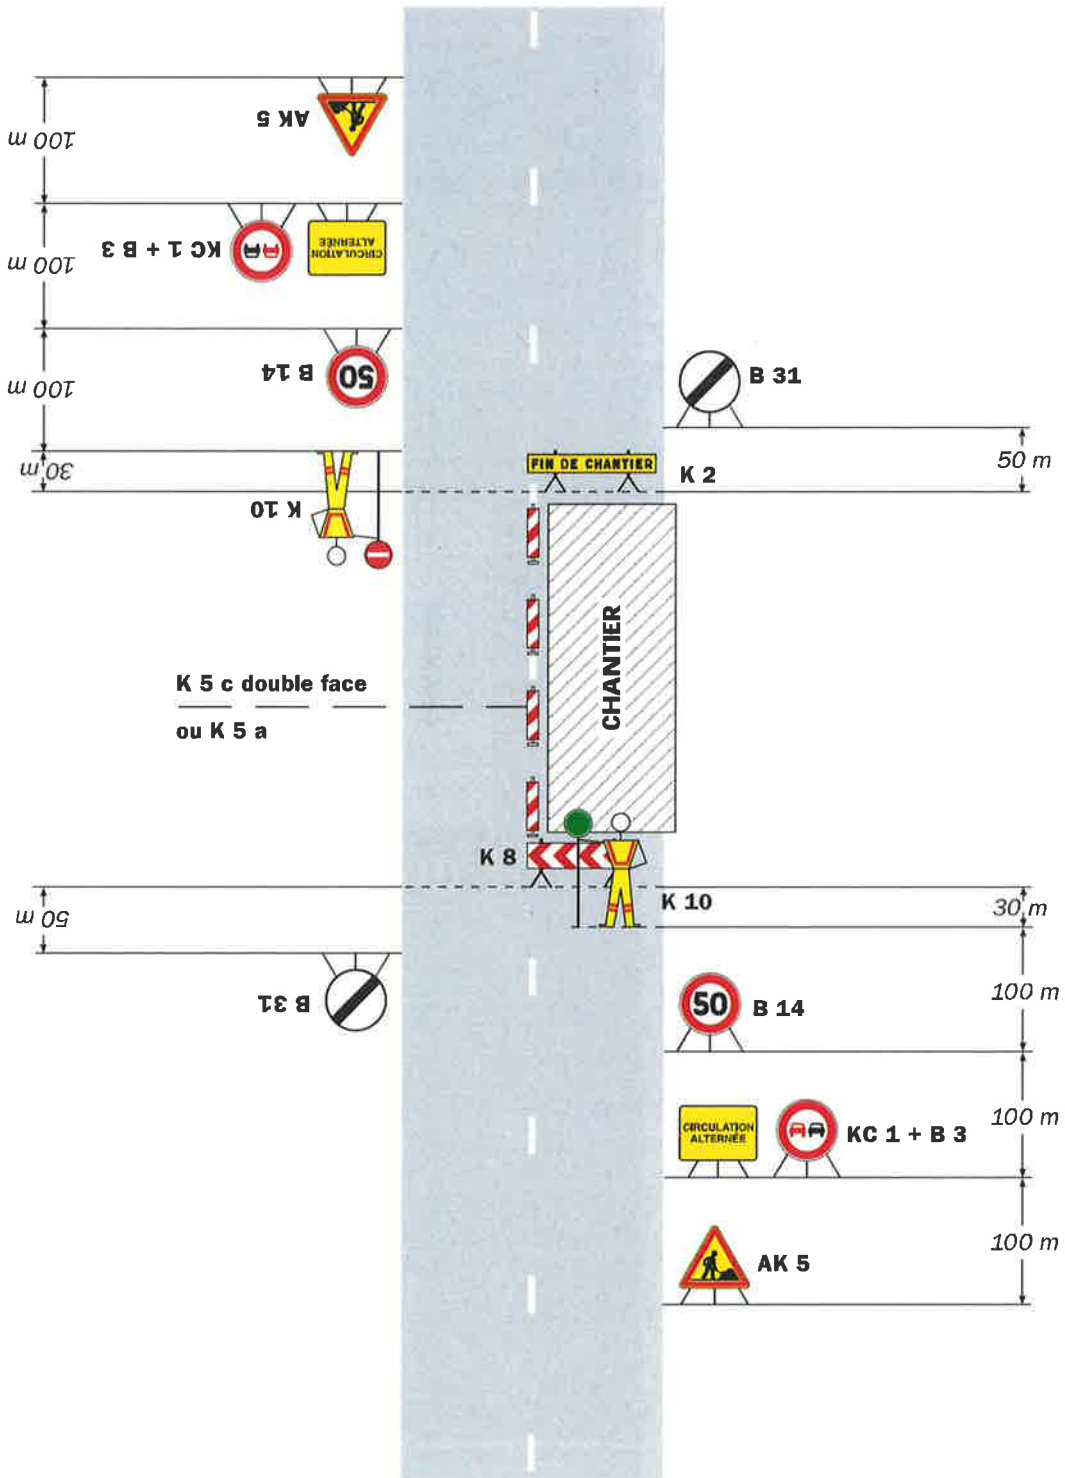 AK 5
100 m
KC 1 + B 3
CIRCULATION
ALTERNÉE
100 m
B 14
50
100 m
B 31
50 m
30 m
K 10
FIN DE CHANTIER
K 2
CHANTIER
K 5 c double face
ou K 5 a
K 8
K 10
30 m
50 m
B 31
50
B 14
100 m
CIRCULATION
ALTERNÉE
KC 1 + B 3
100 m
AK 5
100 m